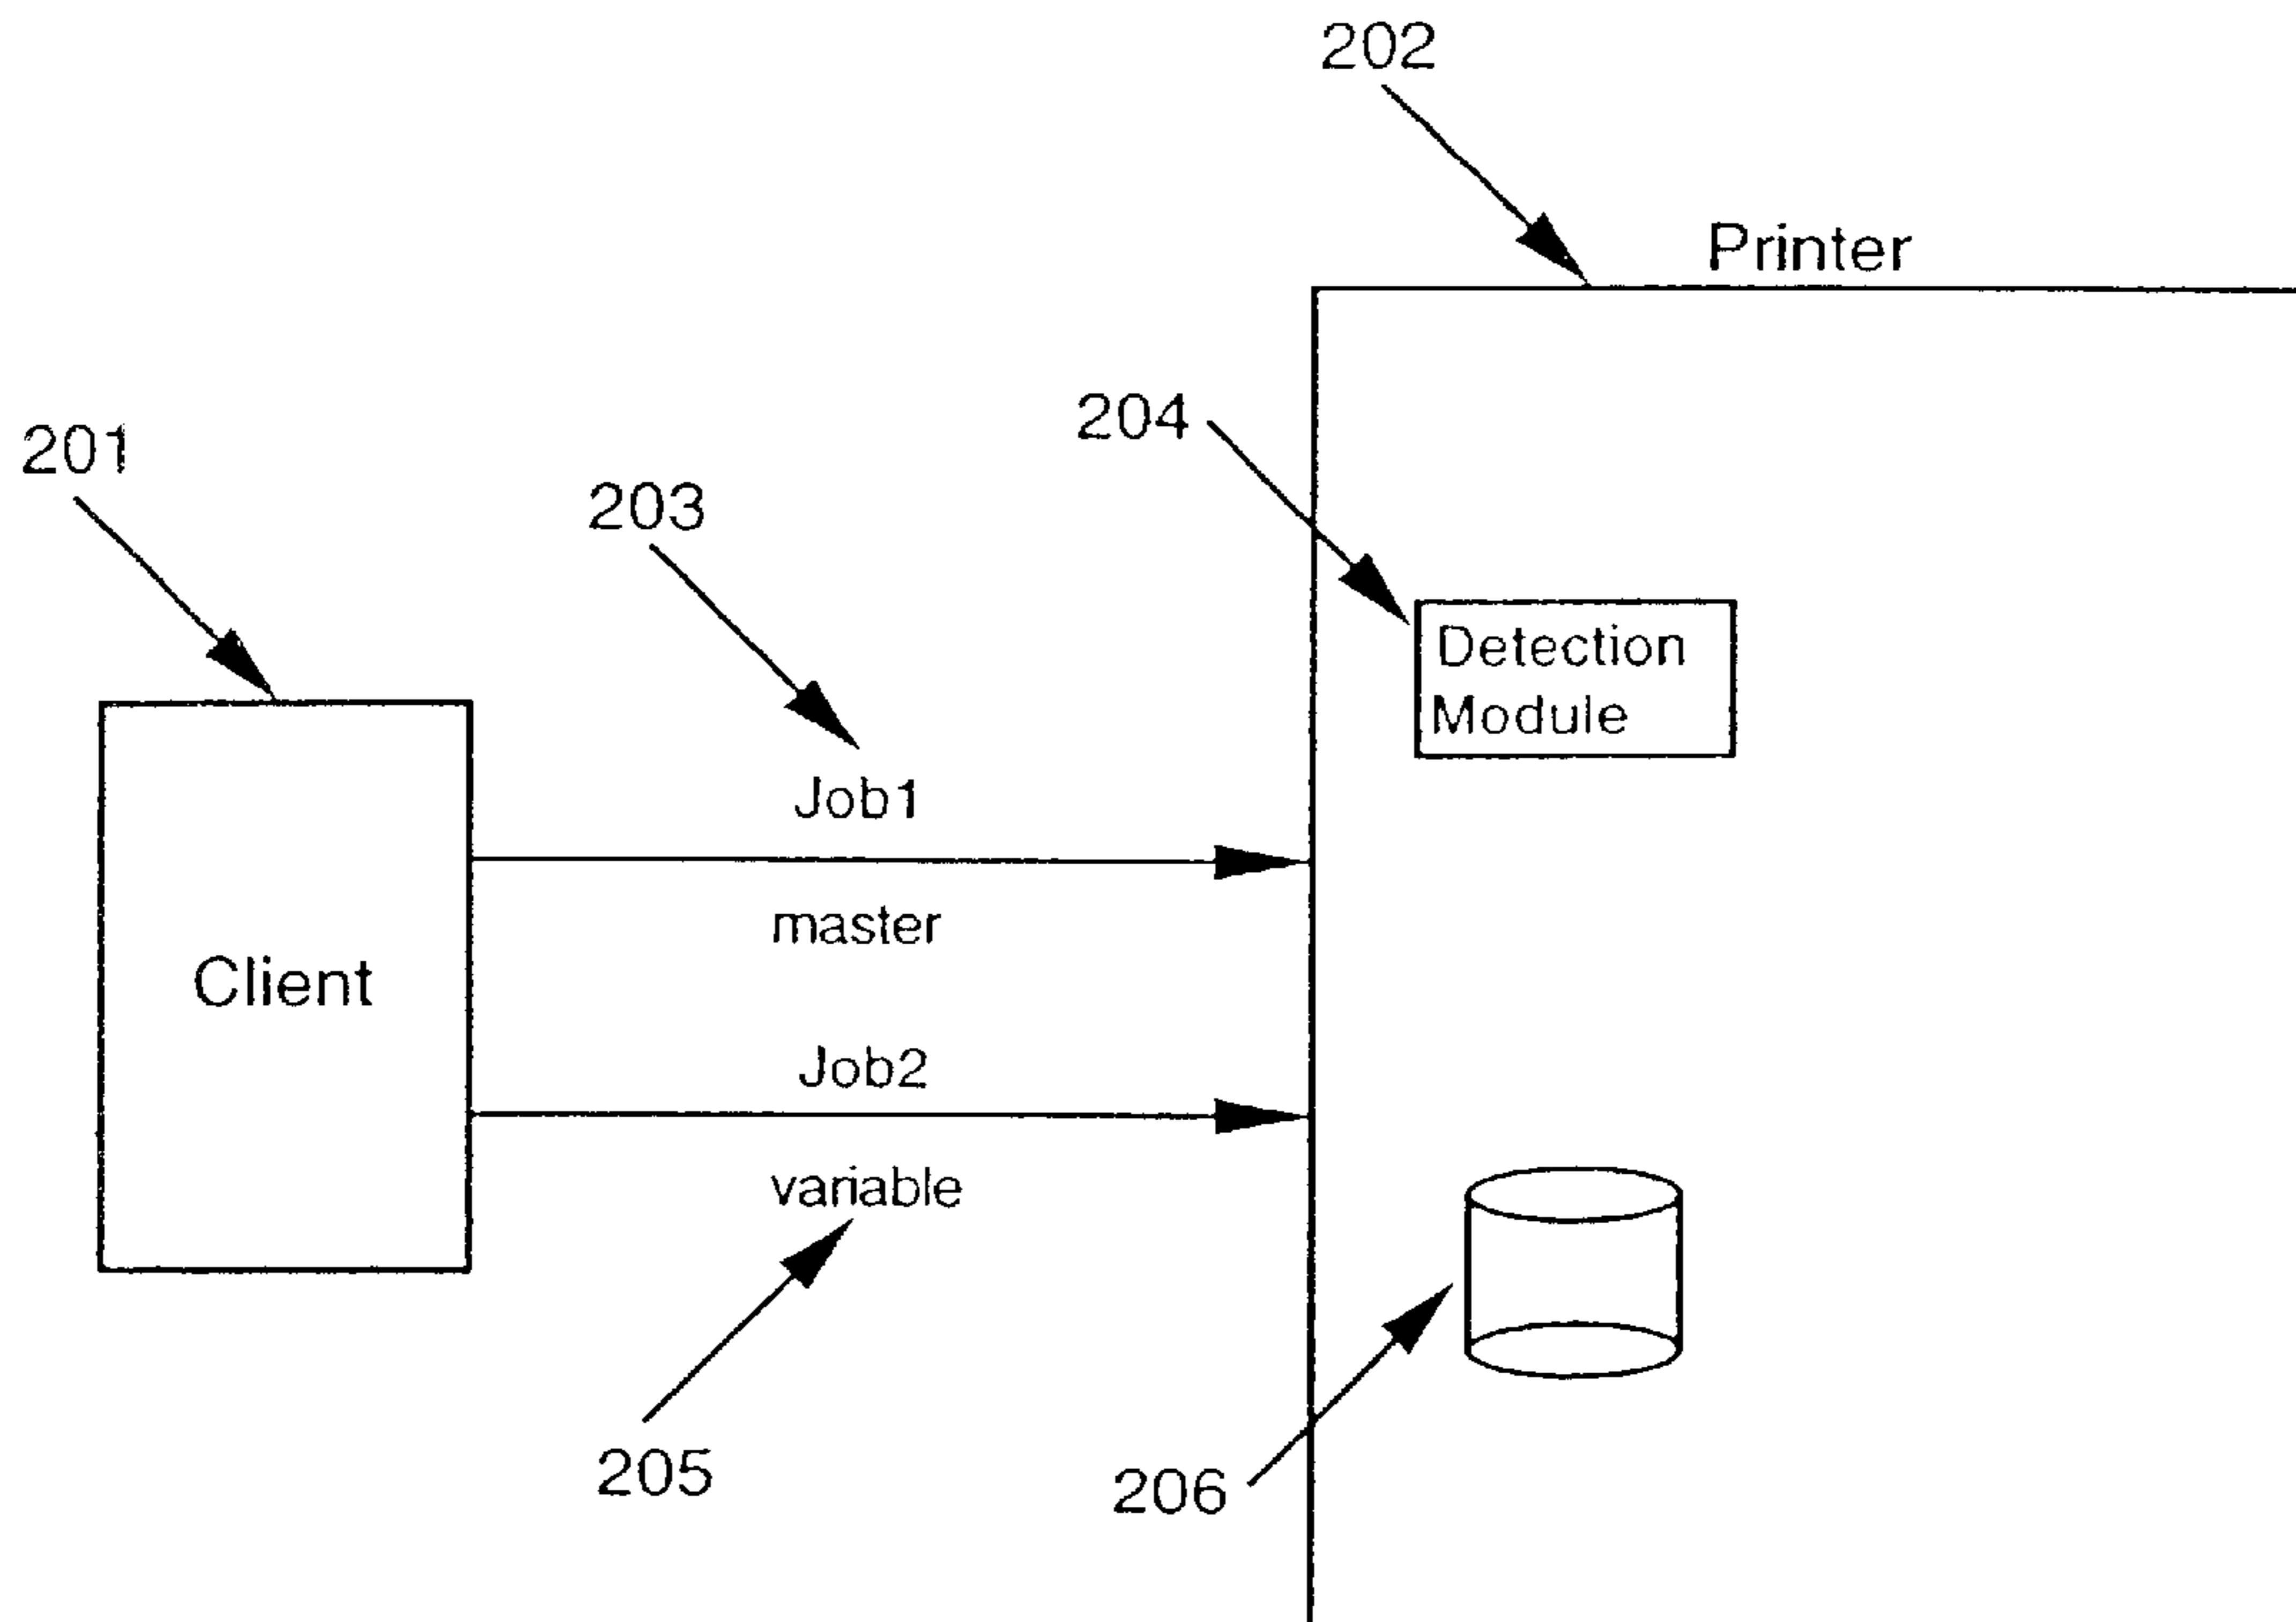 202
Printer
204
201
203
Detection
Module
Job1
master
Client
Job2
variable
205
206